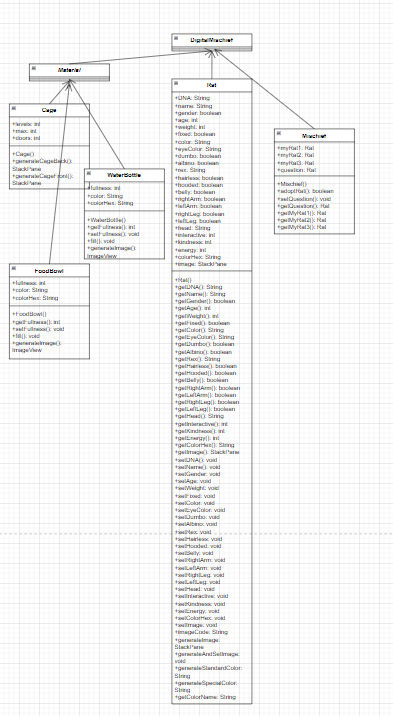 DigitalMischief
Material
Cage
+levels: int
+max: int
+doors: int
+Cage()
+generateCageBack():
StackPane
+generateCageFront():
StackPane
WaterBottle
+fullness: int
+color: String
+colorHex: String
+WaterBottle()
+getFullness(): int
+setFullness(): void
+fill(): void
+generateImage():
ImageView
FoodBowl
+fullness: int
+color: String
+colorHex: String
+FoodBowl()
+getFullness(): int
+setFullness(): void
+fill(): void
+generateImage():
ImageView
Rat
+DNA: String
+name: String
+gender: boolean
+age: int
+weight: int
+fixed: boolean
+color: String
+eyeColor: String
+dumbo: boolean
+albino: boolean
+rex: String
+hairless: boolean
+hooded: boolean
+belly: boolean
+rightArm: boolean
+leftArm: boolean
+rightLeg: boolean
+leftLeg: boolean
+head: String
+interactive: int
+kindness: int
+energy: int
+colorHex: String
+image: StackPane
+Rat()
+getDNA(): String
+getName(): String
+getGender(): boolean
+getAge(): int
+getWeight(): int
+getFixed(): boolean
+getColor(): String
+getEyeColor(): String
+getDumbo(): boolean
+getAlbino(): boolean
+getRex(): String
+getHairless(): boolean
+getHooded(): boolean
+getBelly(): boolean
+getRightArm(): boolean
+getLeftArm(): boolean
+getRightLeg(): boolean
+getLeftLeg(): boolean
+getHead(): String
+getInteractive(): int
+getKindness(): int
+getEnergy(): int
+getColorHex(): String
+getImage(): StackPane
+setDNA(): void
+setName(): void
+setGender: void
+setAge: void
+setWeight: void
+setFixed: void
+setColor: void
+setEyeColor: void
+setDumbo: void
+setAlbino: void
+setRex: void
+setHairless: void
+setHooded: void
+setBelly: void
+setRightArm: void
+setLeftArm: void
+setRightLeg: void
+setLeftLeg: void
+setHead: void
+setInteractive: void
+setKindness: void
+setEnergy: void
+setColorHex: void
+setImage: void
+imageCode: String
+generateImage:
StackPane
+generateAndSetImage:
void
+generateStandardColor:
String
+generateSpecialColor:
String
+getColorName: String
Mischief
+myRat1: Rat
+myRat2: Rat
+myRat3: Rat
+question: Rat
+Mischief()
+adoptRat(): boolean
+setQuestion(): void
+getQuestion(): Rat
+getMyRat1(): Rat
+getMyRat2(): Rat
+getMyRat3(): Rat